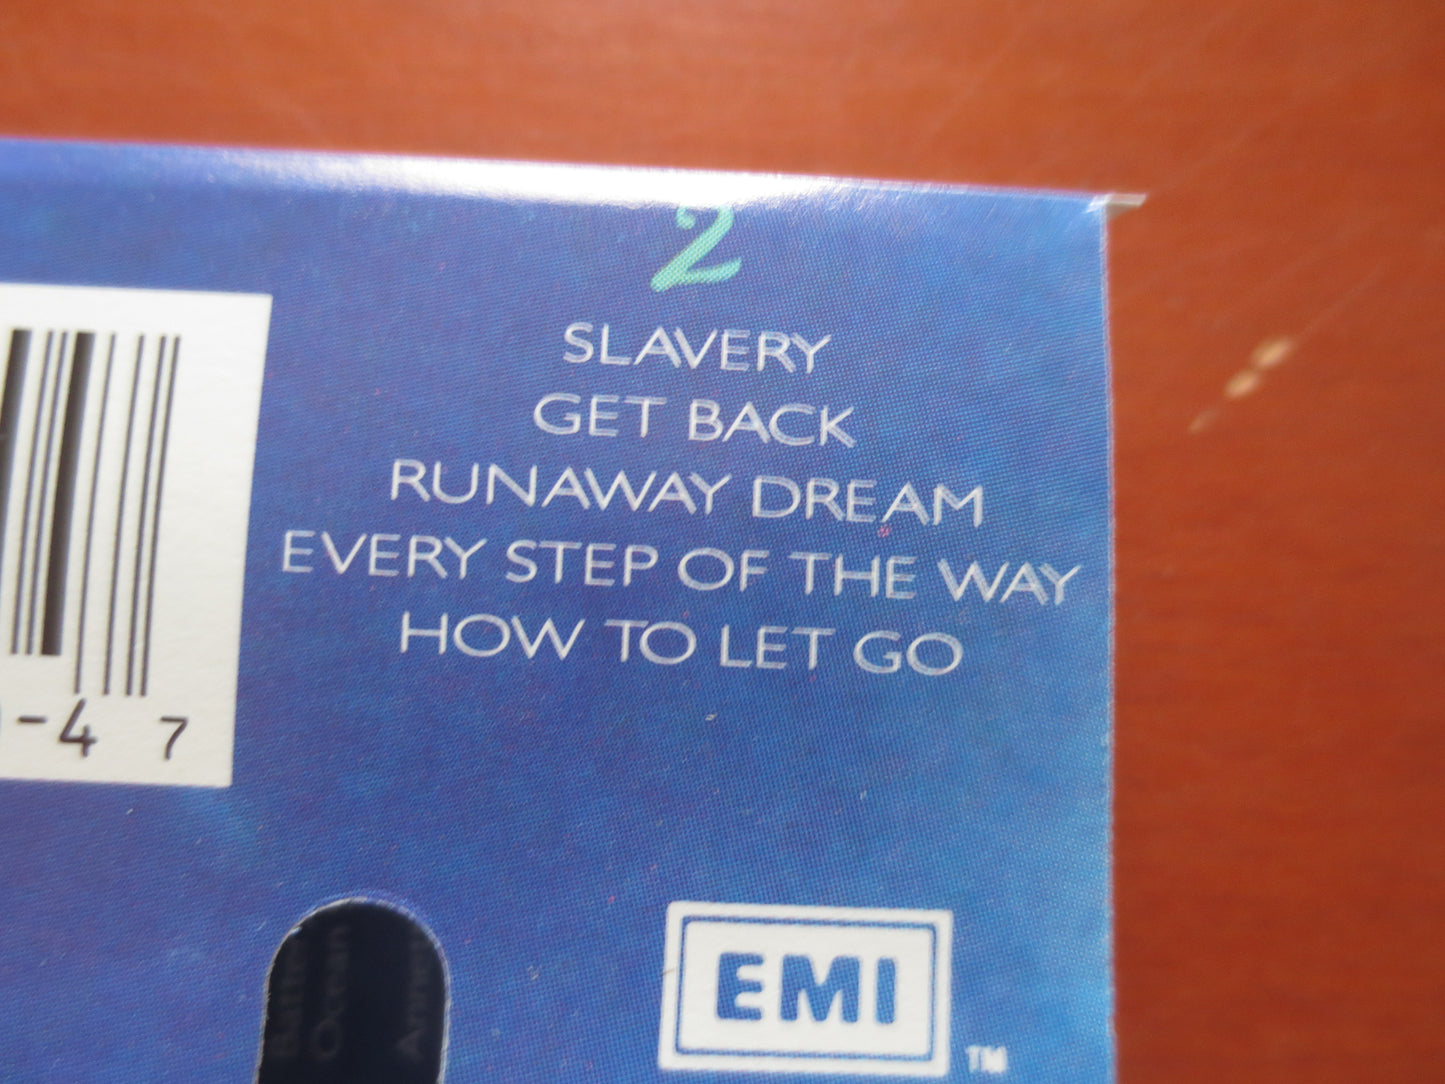 2
SLAVERY
GET BACK
RUNAWAY DREAM
EVERY STEP OF THE WAY
HOW TO LET GO
-4 7
EMI
TM
Ocean